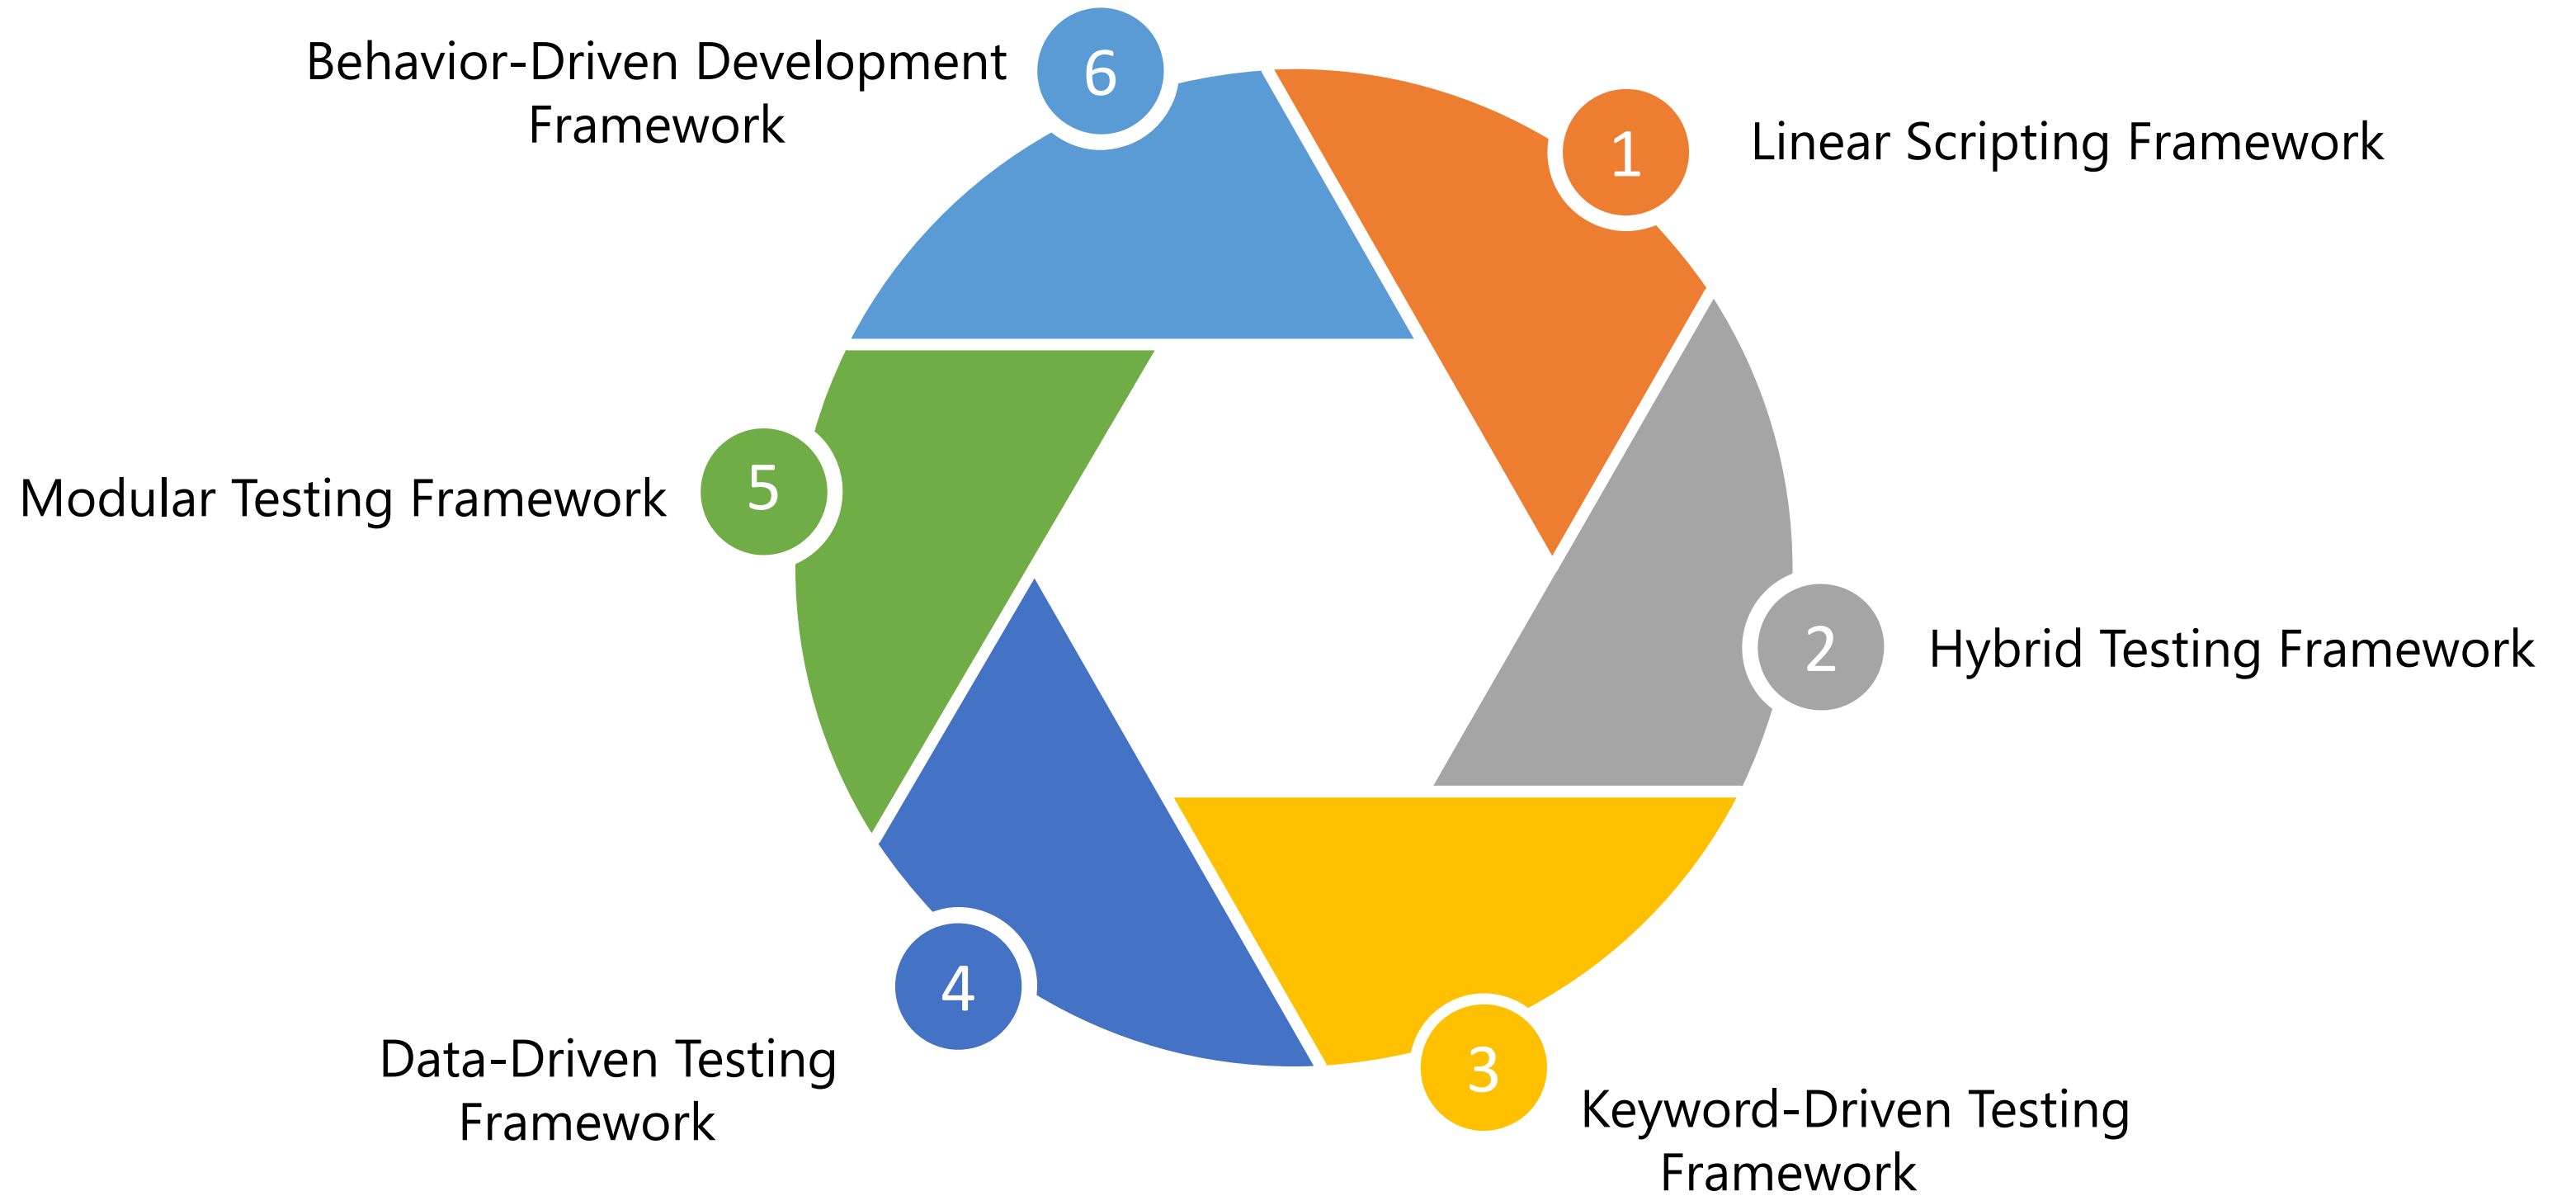 6
Behavior-Driven Development
Framework
1
Linear Scripting Framework
5
Modular Testing Framework
2
Hybrid Testing Framework
4
Data-Driven Testing
Framework
3
Keyword-Driven Testing
Framework